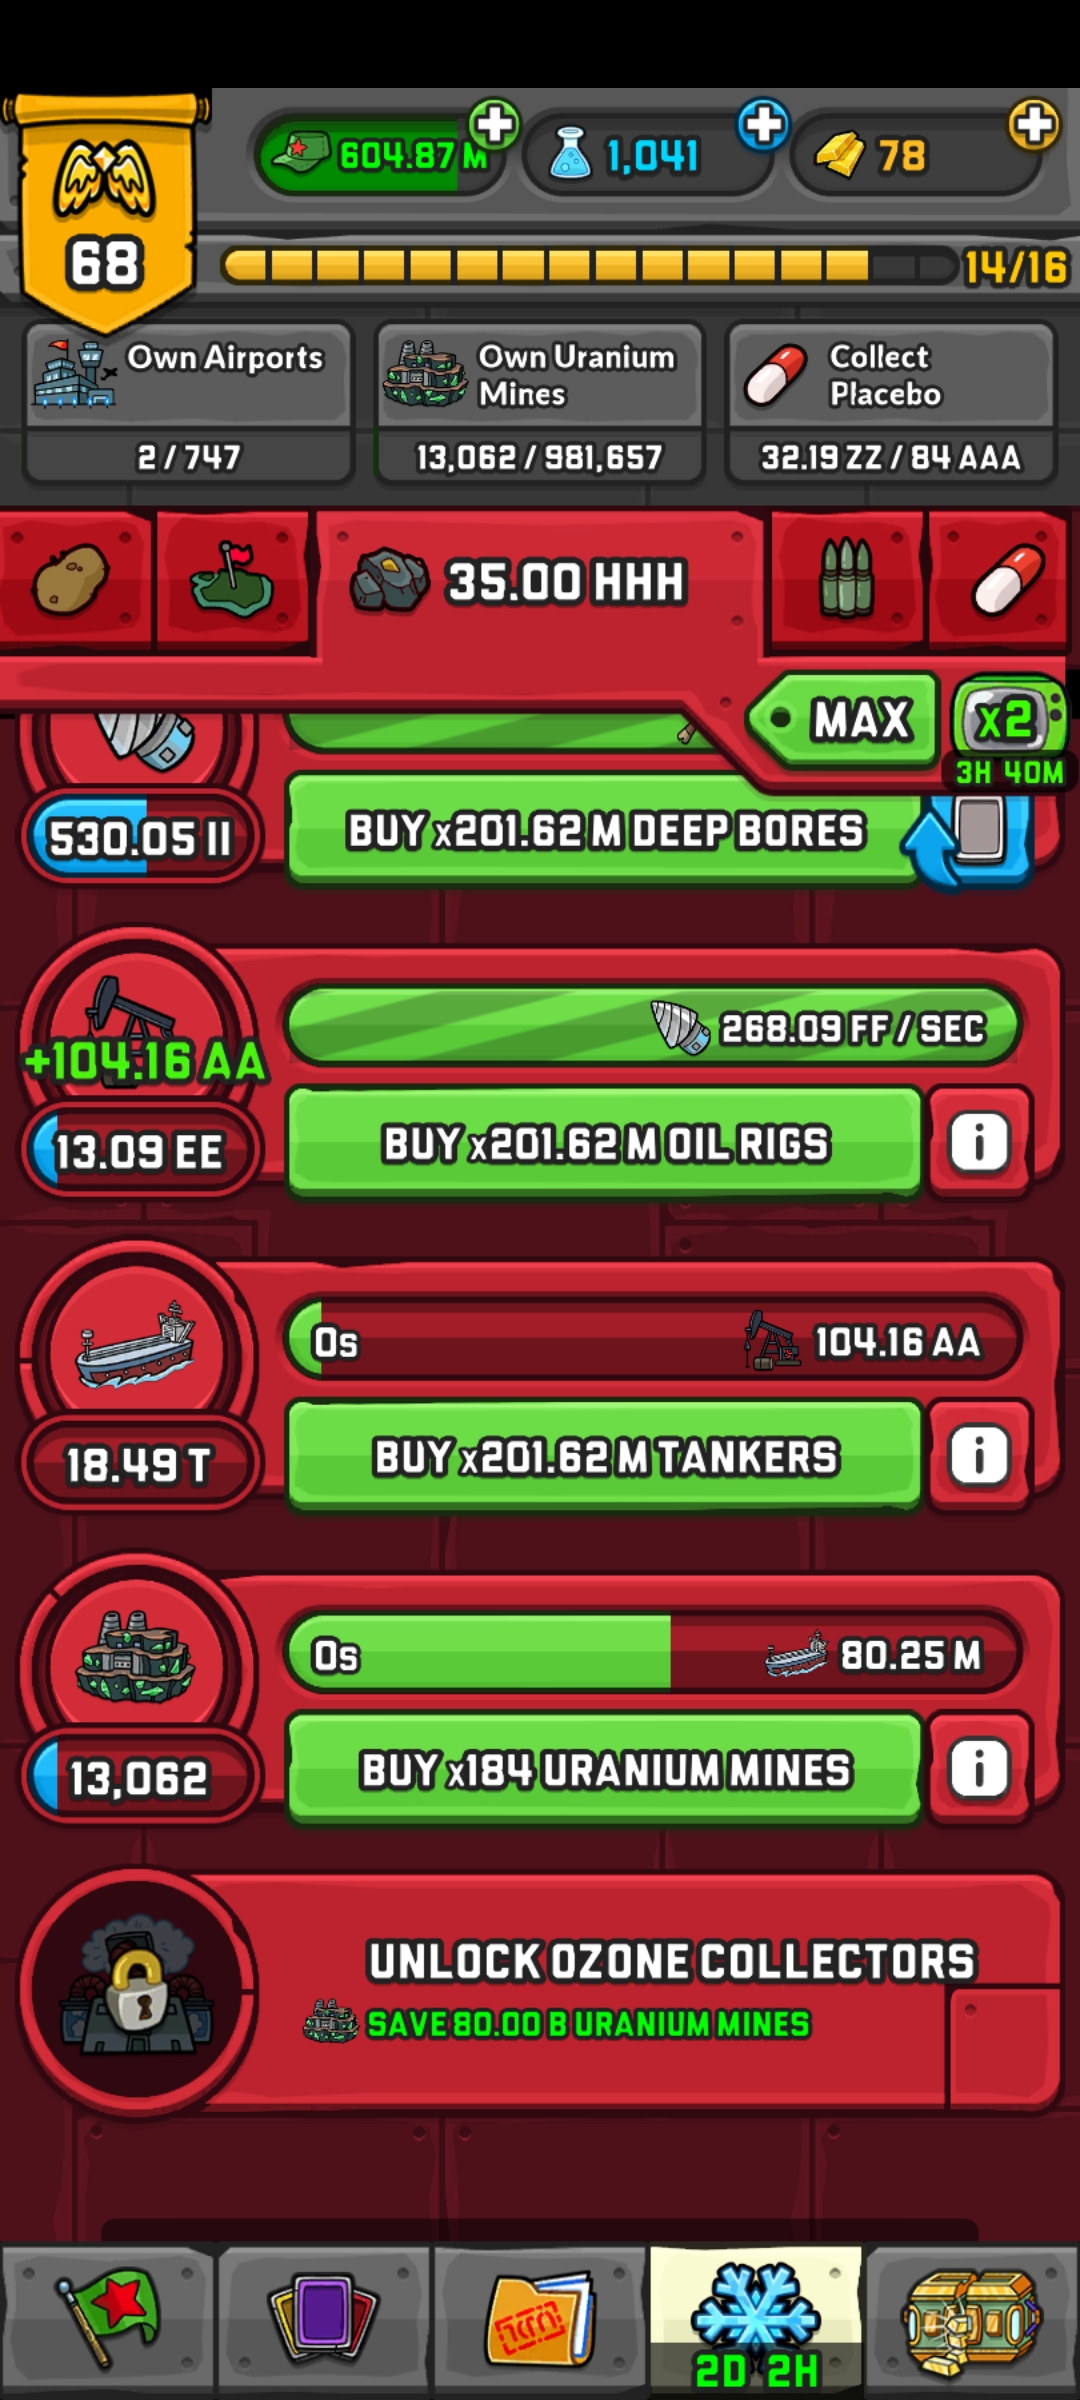 604.87 M
1,041
78
68
14/16
Own Airports
2 / 747
Own Uranium
Mines
13,062 / 981,657
Collect
Placebo
32.19 ZZ / 84 AAA
35.00 HHH
MAX
x2
3H 40M
530.05 II
BUY x201.62 M DEEP BORES
+104.16 AA
268.09 FF / SEC
13.09 EE
BUY x201.62 M OIL RIGS
i
0s
104.16 AA
18.49 T
BUY x201.62 M TANKERS
i
0s
80.25 M
13,062
BUY x184 URANIUM MINES
i
UNLOCK OZONE COLLECTORS
SAVE 80.00 B URANIUM MINES
2D 2H